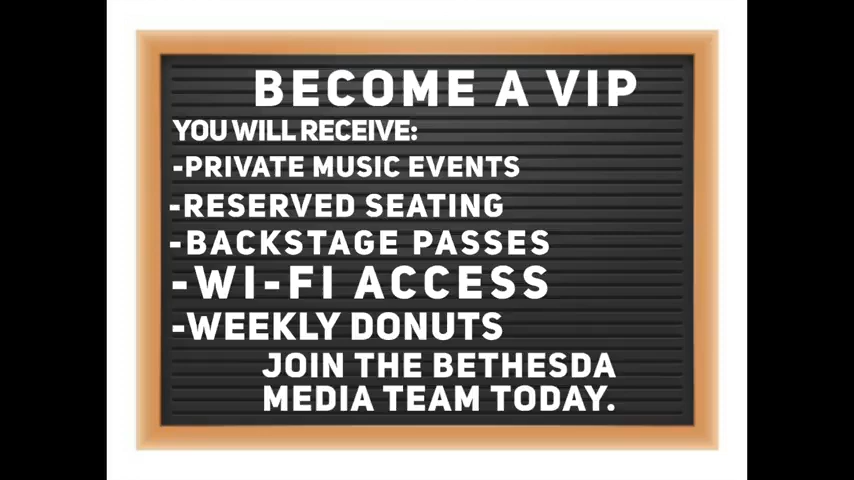 BECOME A VIP
YOU WILL RECEIVE:
-PRIVATE MUSIC EVENTS
-RESERVED SEATING
-BACKSTAGE PASSES
-WI-FI ACCESS
-WEEKLY DONUTS
JOIN THE BETHESDA
MEDIA TEAM TODAY.